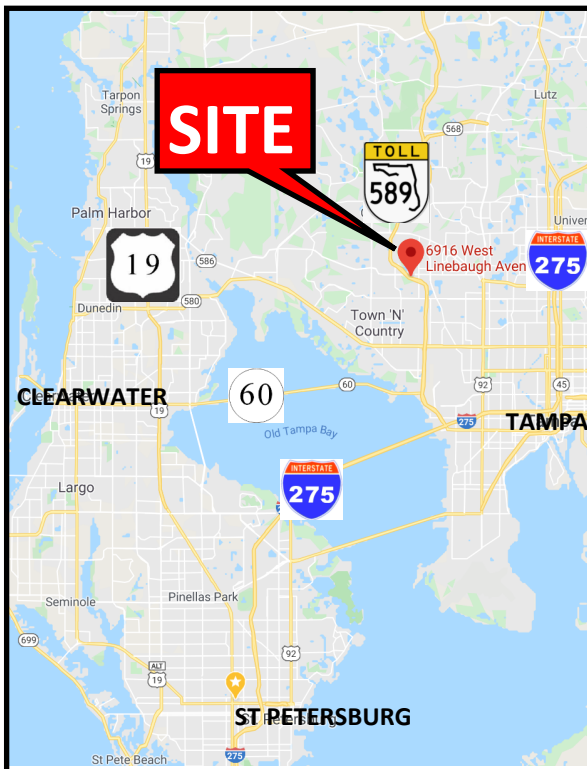 Tarpon
Springs
Lutz
568
SITE
TOLL
589
19
Palm Harbor
Univer
6916 West
Linebaugh Aven
INTERSTATE
275
19
586
580
Dunedin
Town 'N'
Country
CLEARWATER
60
60
92
45
19
Old Tampa Bay
275
TAMPA
INTERSTATE
275
Largo
Pinellas Park
Seminole
699
92
ALT
19
ST PETERSBURG
St Pete Beach
275